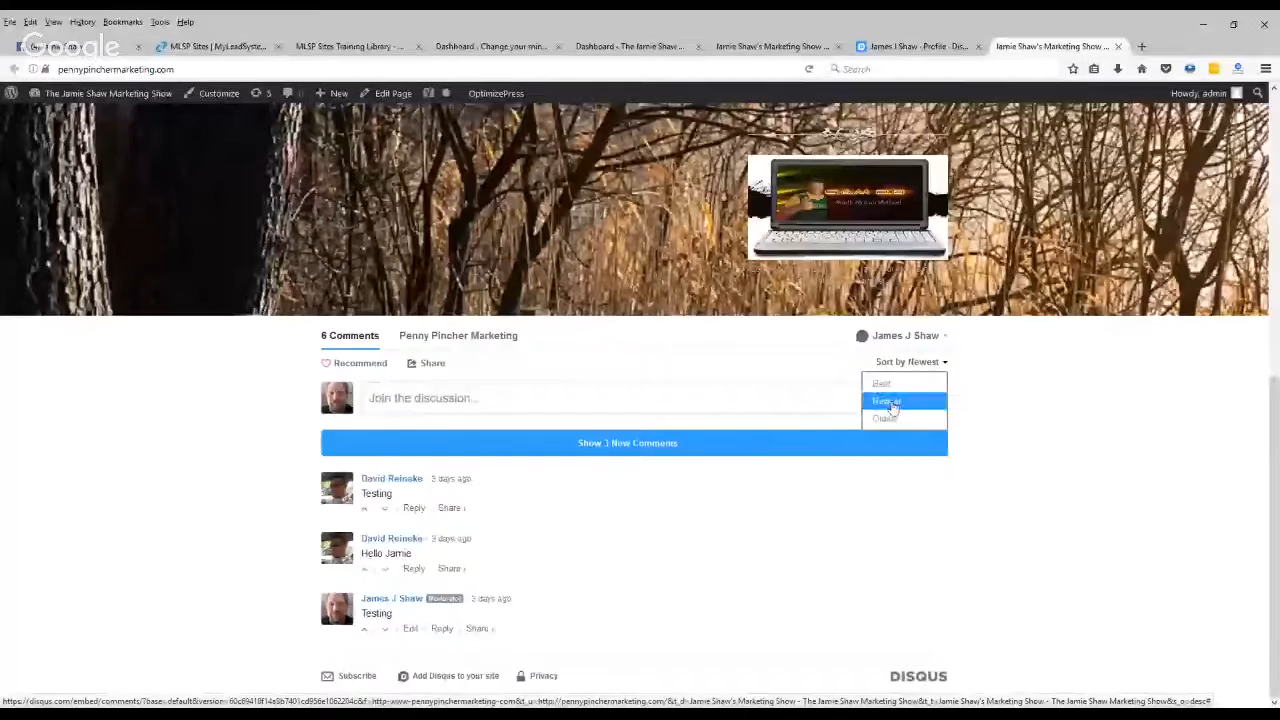 File Edit View History Bookmarks Tools Help
Google
MLSP Sites | MyLeadSyste... MLSP Sites Training Library - ... Dashboard . Change your min... Dashboard - The Jamie Shaw ... Jamie Shaw's Marketing Show ... James J Shaw - Profile - Dis... Jamie Shaw's Marketing Show ...
pennypinchermarketing.com
Search
The Jamie Shaw Marketing Show Customize 5 New Edit Page OptimizePress Howdy, admin
6 Comments Penny Pincher Marketing James J Shaw
Recommend Share Sort by Newest
Best
Newest
Oldest
Join the discussion...
Show 3 New Comments
David Reineke 3 days ago
Testing
Reply Share ›
David Reineke 3 days ago
Hello Jamie
Reply Share ›
James J Shaw Moderator 3 days ago
Testing
Edit Reply Share ›
Subscribe Add Disqus to your site Privacy DISQUS